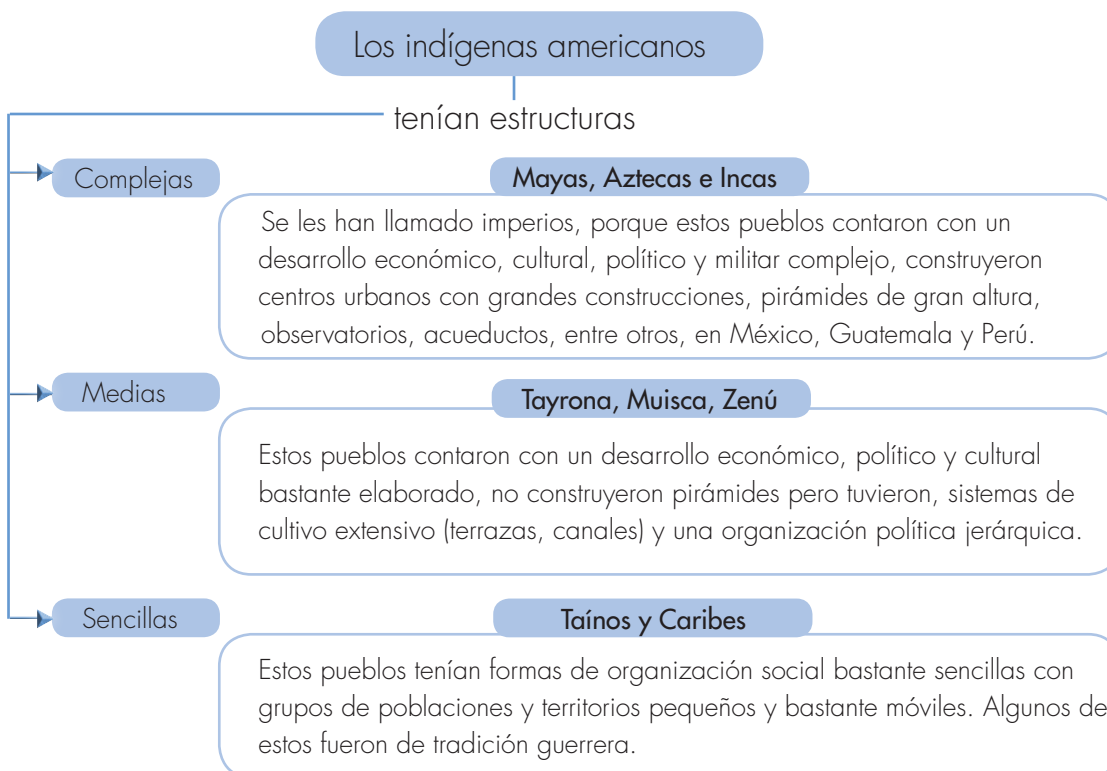 Los indígenas americanos
tenían estructuras
Complejas
Mayas, Aztecas e Incas
Se les han llamado imperios, porque estos pueblos contaron con un
desarrollo económico, cultural, político y militar complejo, construyeron
centros urbanos con grandes construcciones, pirámides de gran altura,
observatorios, acueductos, entre otros, en México, Guatemala y Perú.
Medias
Tayrona, Muisca, Zenú
Estos pueblos contaron con un desarrollo económico, político y cultural
bastante elaborado, no construyeron pirámides pero tuvieron, sistemas de
cultivo extensivo (terrazas, canales) y una organización política jerárquica.
Sencillas
Taínos y Caribes
Estos pueblos tenían formas de organización social bastante sencillas con
grupos de poblaciones y territorios pequeños y bastante móviles. Algunos de
estos fueron de tradición guerrera.